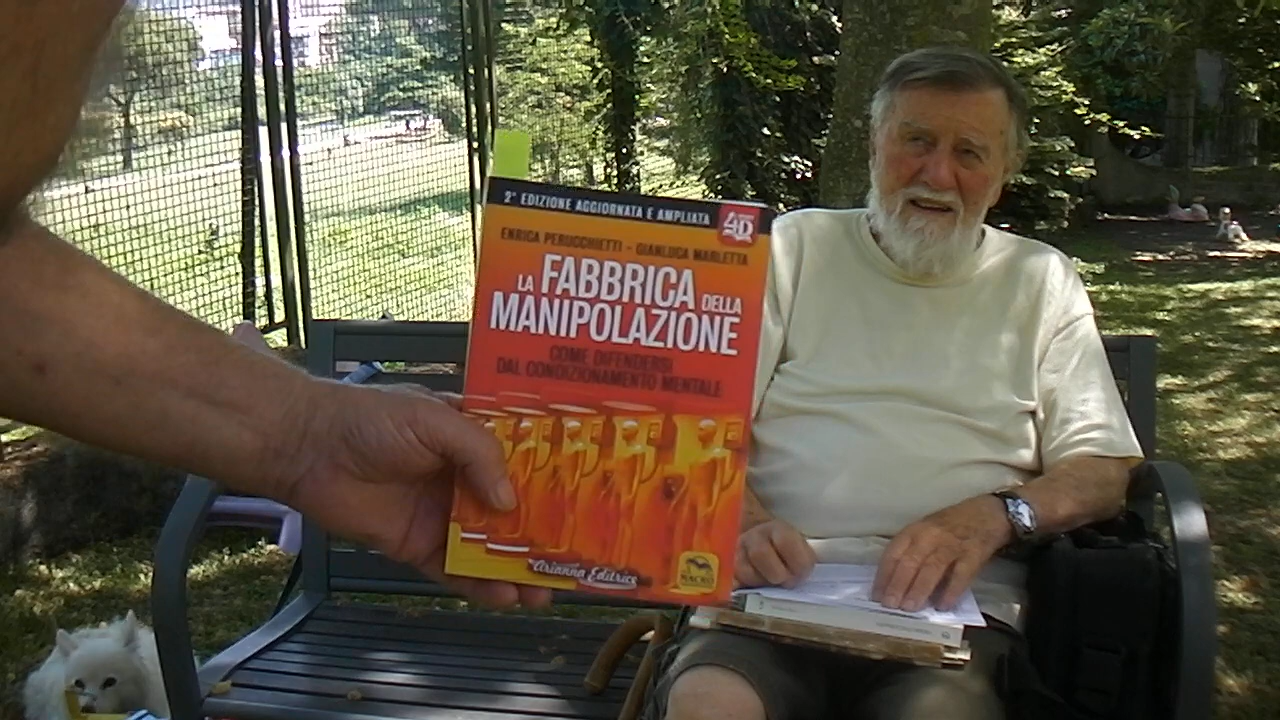 2ª EDIZIONE AGGIORNATA E AMPLIATA
4D
ENRICA PERUCCHIETTI - GIANLUCA MARLETTA
LA FABBRICA DELLA
MANIPOLAZIONE
COME DIFENDERSI
DAL CONDIZIONAMENTO MENTALE
Arianna Editrice
MACRO